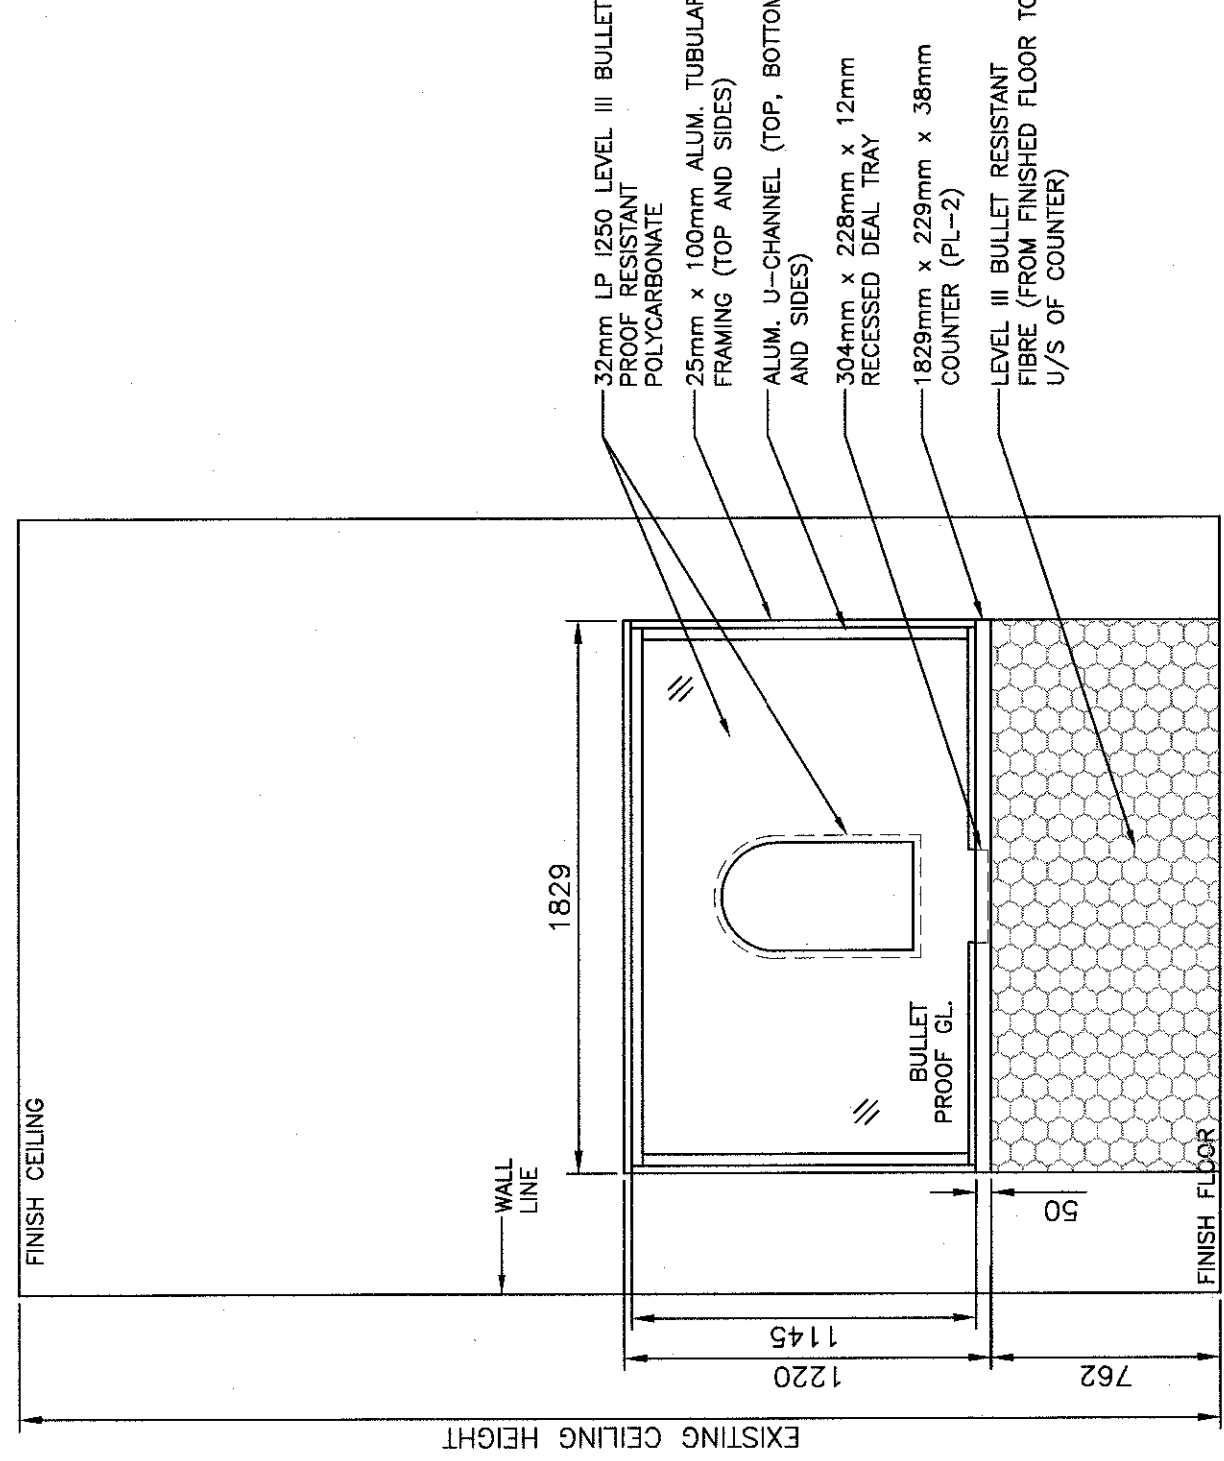 FINISH CEILING
WALL
LINE
1829
BULLET
PROOF GL.
50
FINISH FLOOR
1145
1220
762
EXISTING CEILING HEIGHT
32mm LP 1250 LEVEL III BULLET
PROOF RESISTANT
POLYCARBONATE
25mm x 100mm ALUM. TUBULAR
FRAMING (TOP AND SIDES)
ALUM. U-CHANNEL (TOP, BOTTOM
AND SIDES)
304mm x 228mm x 12mm
RECESSED DEAL TRAY
1829mm x 229mm x 38mm
COUNTER (PL-2)
LEVEL III BULLET RESISTANT
FIBRE (FROM FINISHED FLOOR TO
U/S OF COUNTER)